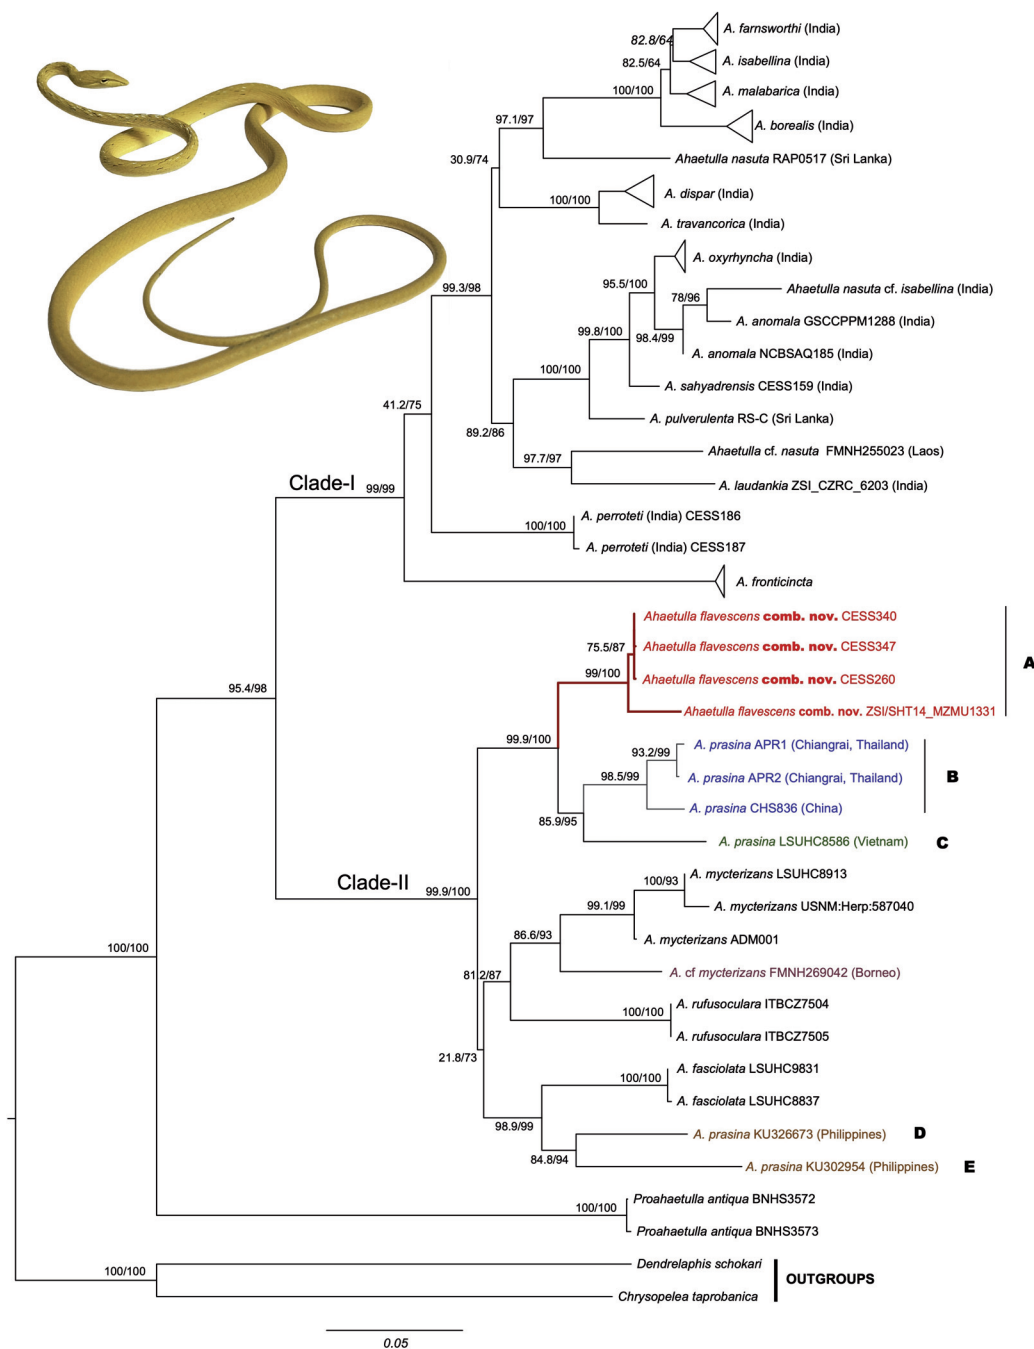 A. farnsworthi (India)
82.8/64
A. isabellina (India)
82.5/64
A. malabarica (India)
100/100
A. borealis (India)
97.1/97
Ahaetulla nasuta RAP0517 (Sri Lanka)
30.9/74
A. dispar (India)
100/100
A. travancorica (India)
A. oxyrhyncha (India)
95.5/100
Ahaetulla nasuta cf. isabellina (India)
99.3/98
78/96
A. anomala GSCCPPM1288 (India)
99.8/100
98.4/99
A. anomala NCBSAQ185 (India)
100/100
A. sahyadrensis CESS159 (India)
41.2/75
A. pulverulenta RS-C (Sri Lanka)
89.2/86
Ahaetulla cf. nasuta FMNH255023 (Laos)
97.7/97
Clade-I
99/99
A. laudankia ZSI_CZRC_6203 (India)
A. perroteti (India) CESS186
100/100
A. perroteti (India) CESS187
A. fronticincta
Ahaetulla flavescens comb. nov. CESS340
75.5/87
Ahaetulla flavescens comb. nov. CESS347
A
99/100
Ahaetulla flavescens comb. nov. CESS260
95.4/98
Ahaetulla flavescens comb. nov. ZSI/SHT14_MZMU1331
99.9/100
A. prasina APR1 (Chiangrai, Thailand)
93.2/99
98.5/99
A. prasina APR2 (Chiangrai, Thailand)
B
A. prasina CHS836 (China)
85.9/95
A. prasina LSUHC8586 (Vietnam)
C
A. mycterizans LSUHC8913
Clade-II
99.9/100
100/93
99.1/99
A. mycterizans USNM:Herp:587040
86.6/93
A. mycterizans ADM001
100/100
81.2/87
A. cf mycterizans FMNH269042 (Borneo)
A. rufusoculara ITBCZ7504
100/100
A. rufusoculara ITBCZ7505
21.8/73
A. fasciolata LSUHC9831
100/100
A. fasciolata LSUHC8837
98.9/99
A. prasina KU326673 (Philippines)
D
84.8/94
A. prasina KU302954 (Philippines)
E
Proahaetulla antiqua BNHS3572
100/100
Proahaetulla antiqua BNHS3573
100/100
Dendrelaphis schokari
OUTGROUPS
Chrysopelea taprobanica
0.05